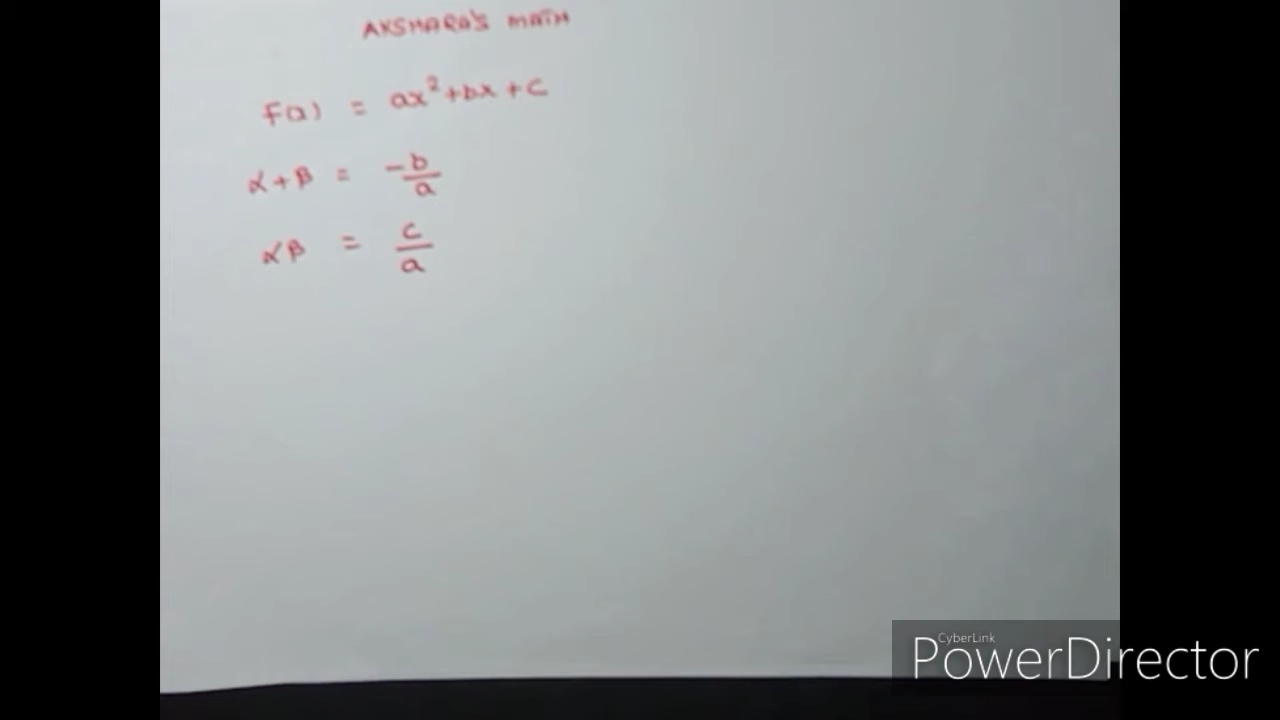 AKSHARA'S MATH
F(a) = ax²+bx+c
α+β = -b/a
αβ = c/a
CyberLink
PowerDirector